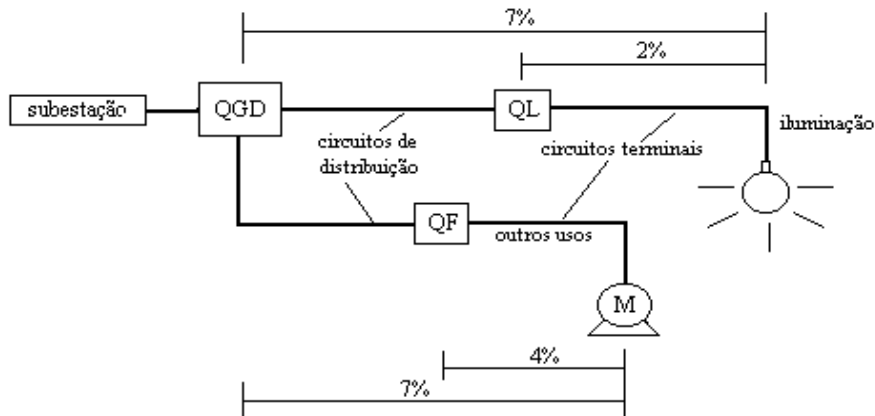 7%
2%
subestação
QGD
QL
iluminação
circuitos de
distribuição
circuitos terminais
QF
outros usos
M
4%
7%